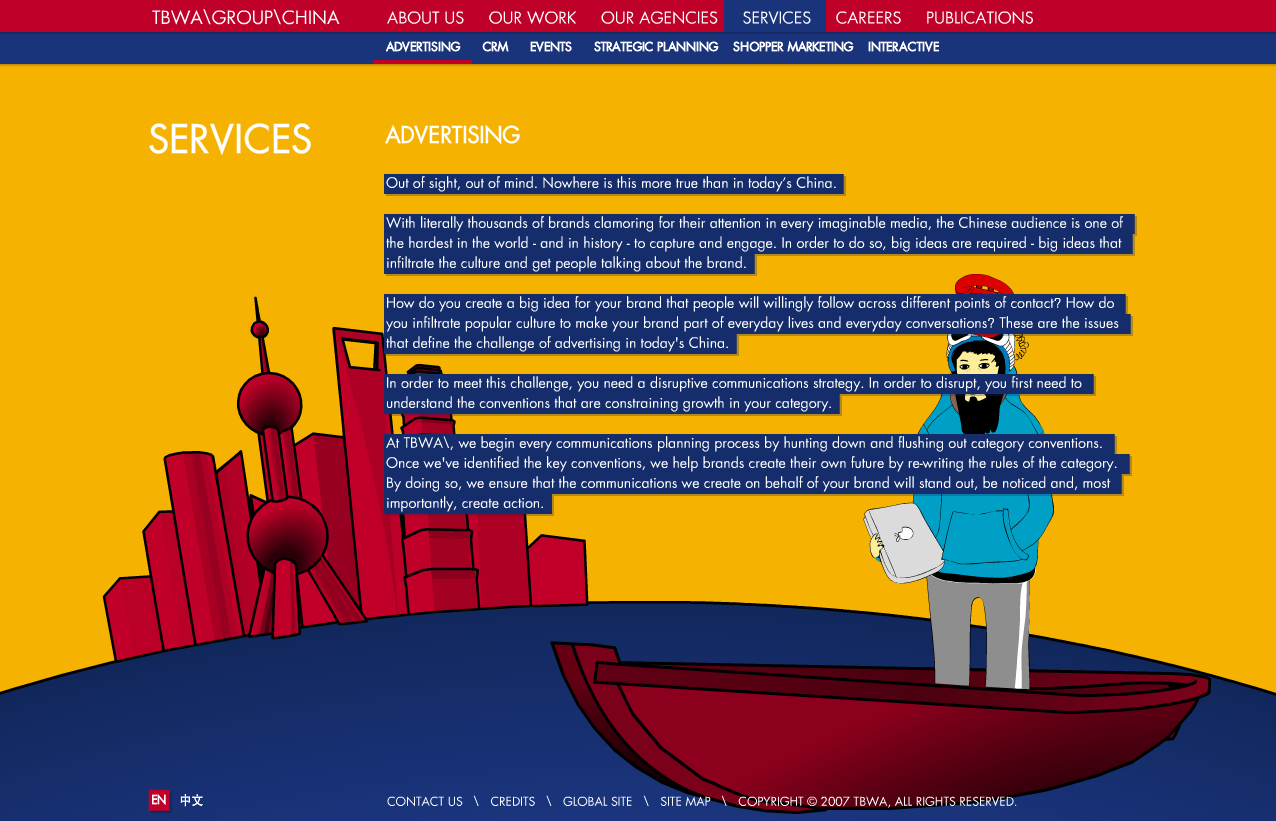 TBWA\GROUP\CHINA
ABOUT US
OUR WORK
OUR AGENCIES
SERVICES
CAREERS
PUBLICATIONS
ADVERTISING
CRM
EVENTS
STRATEGIC PLANNING
SHOPPER MARKETING
INTERACTIVE
SERVICES
ADVERTISING
Out of sight, out of mind. Nowhere is this more true than in today’s China.
With literally thousands of brands clamoring for their attention in every imaginable media, the Chinese audience is one of
the hardest in the world - and in history - to capture and engage. In order to do so, big ideas are required - big ideas that
infiltrate the culture and get people talking about the brand.
How do you create a big idea for your brand that people will willingly follow across different points of contact? How do
you infiltrate popular culture to make your brand part of everyday lives and everyday conversations? These are the issues
that define the challenge of advertising in today's China.
In order to meet this challenge, you need a disruptive communications strategy. In order to disrupt, you first need to
understand the conventions that are constraining growth in your category.
At TBWA\, we begin every communications planning process by hunting down and flushing out category conventions.
Once we've identified the key conventions, we help brands create their own future by re-writing the rules of the category.
By doing so, we ensure that the communications we create on behalf of your brand will stand out, be noticed and, most
importantly, create action.
EN 中文
CONTACT US \ CREDITS \ GLOBAL SITE \ SITE MAP \ COPYRIGHT © 2007 TBWA, ALL RIGHTS RESERVED.